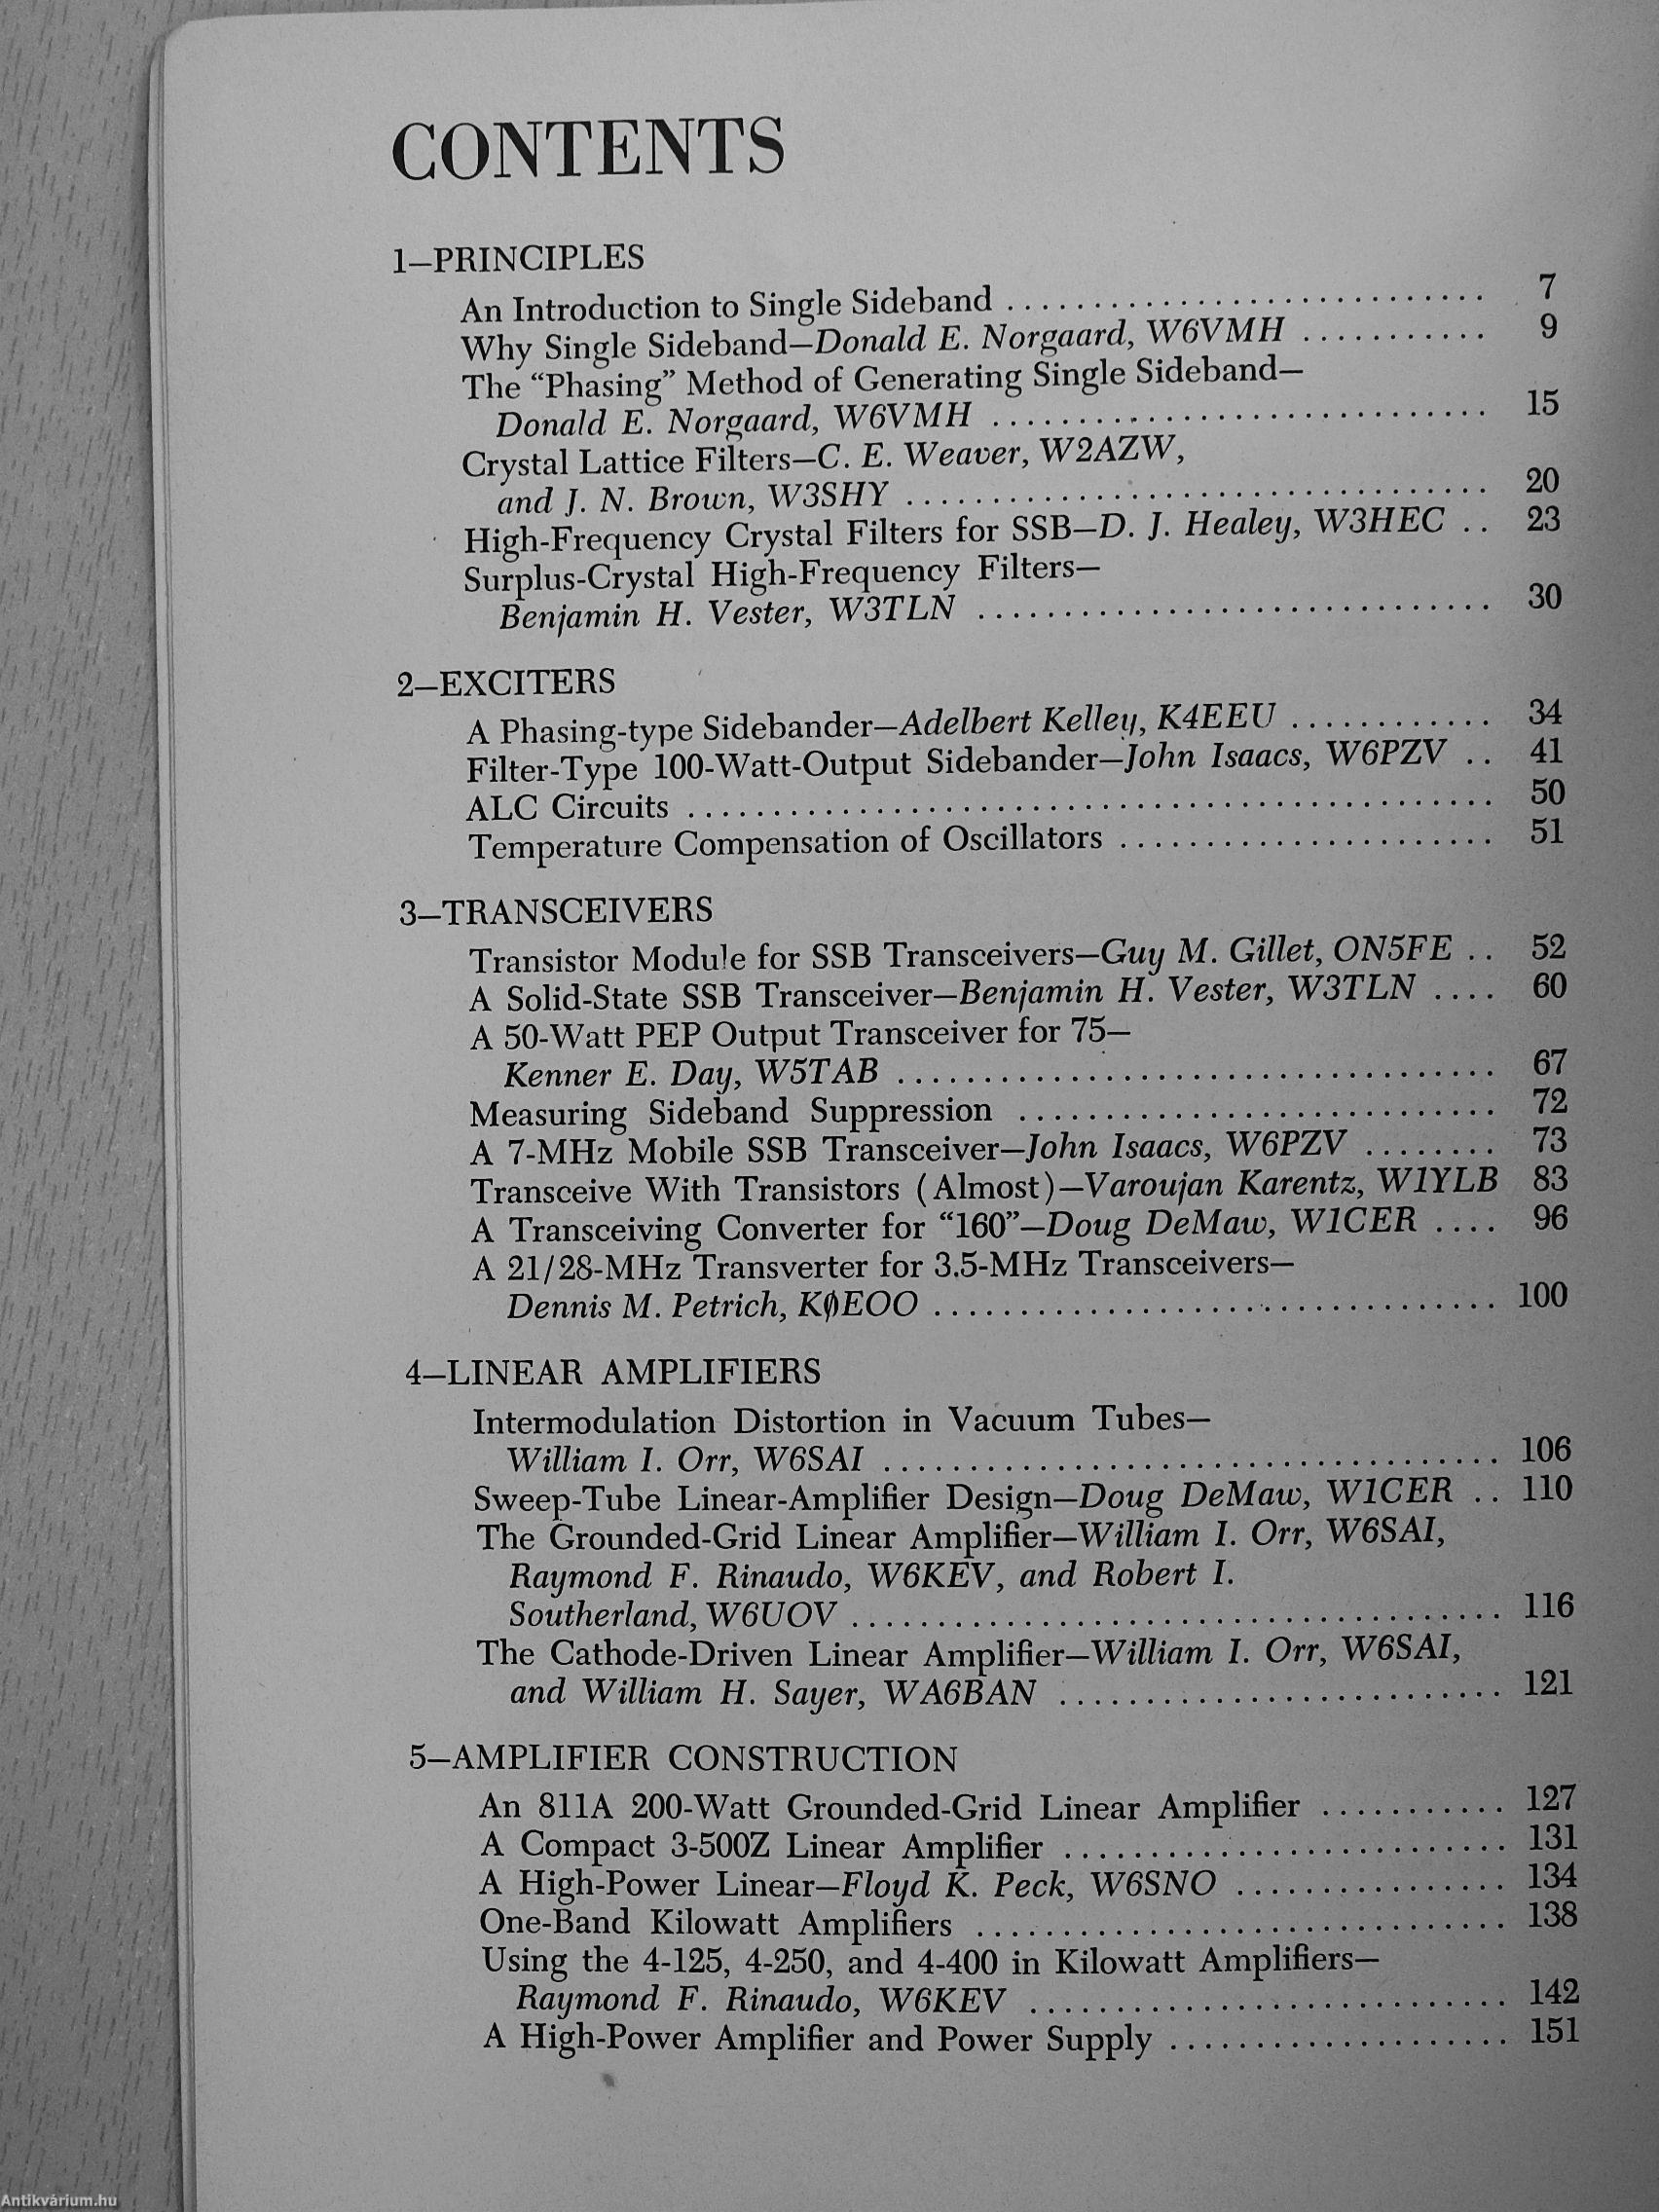 CONTENTS
1—PRINCIPLES
An Introduction to Single Sideband ............................ 7
Why Single Sideband—Donald E. Norgaard, W6VMH ........... 9
The “Phasing” Method of Generating Single Sideband—
Donald E. Norgaard, W6VMH ............................. 15
Crystal Lattice Filters—C. E. Weaver, W2AZW,
and J. N. Brown, W3SHY .................................. 20
High-Frequency Crystal Filters for SSB—D. J. Healey, W3HEC .. 23
Surplus-Crystal High-Frequency Filters—
Benjamin H. Vester, W3TLN .............................. 30
2—EXCITERS
A Phasing-type Sidebander—Adelbert Kelley, K4EEU ............ 34
Filter-Type 100-Watt-Output Sidebander—John Isaacs, W6PZV .. 41
ALC Circuits ............................................... 50
Temperature Compensation of Oscillators ...................... 51
3—TRANSCEIVERS
Transistor Module for SSB Transceivers—Guy M. Gillet, ON5FE .. 52
A Solid-State SSB Transceiver—Benjamin H. Vester, W3TLN .... 60
A 50-Watt PEP Output Transceiver for 75—
Kenner E. Day, W5TAB ................................... 67
Measuring Sideband Suppression ............................ 72
A 7-MHz Mobile SSB Transceiver—John Isaacs, W6PZV ........ 73
Transceive With Transistors (Almost)—Varoujan Karentz, W1YLB 83
A Transceiving Converter for “160”—Doug DeMaw, W1CER .... 96
A 21/28-MHz Transverter for 3.5-MHz Transceivers—
Dennis M. Petrich, KØEOO ................................. 100
4—LINEAR AMPLIFIERS
Intermodulation Distortion in Vacuum Tubes—
William I. Orr, W6SAI .................................... 106
Sweep-Tube Linear-Amplifier Design—Doug DeMaw, W1CER .. 110
The Grounded-Grid Linear Amplifier—William I. Orr, W6SAI,
Raymond F. Rinaudo, W6KEV, and Robert I.
Southerland, W6UOV ...................................... 116
The Cathode-Driven Linear Amplifier—William I. Orr, W6SAI,
and William H. Sayer, WA6BAN .......................... 121
5—AMPLIFIER CONSTRUCTION
An 811A 200-Watt Grounded-Grid Linear Amplifier ........... 127
A Compact 3-500Z Linear Amplifier .......................... 131
A High-Power Linear—Floyd K. Peck, W6SNO ................ 134
One-Band Kilowatt Amplifiers ............................... 138
Using the 4-125, 4-250, and 4-400 in Kilowatt Amplifiers—
Raymond F. Rinaudo, W6KEV ............................ 142
A High-Power Amplifier and Power Supply .................... 151
Antikvárium.hu